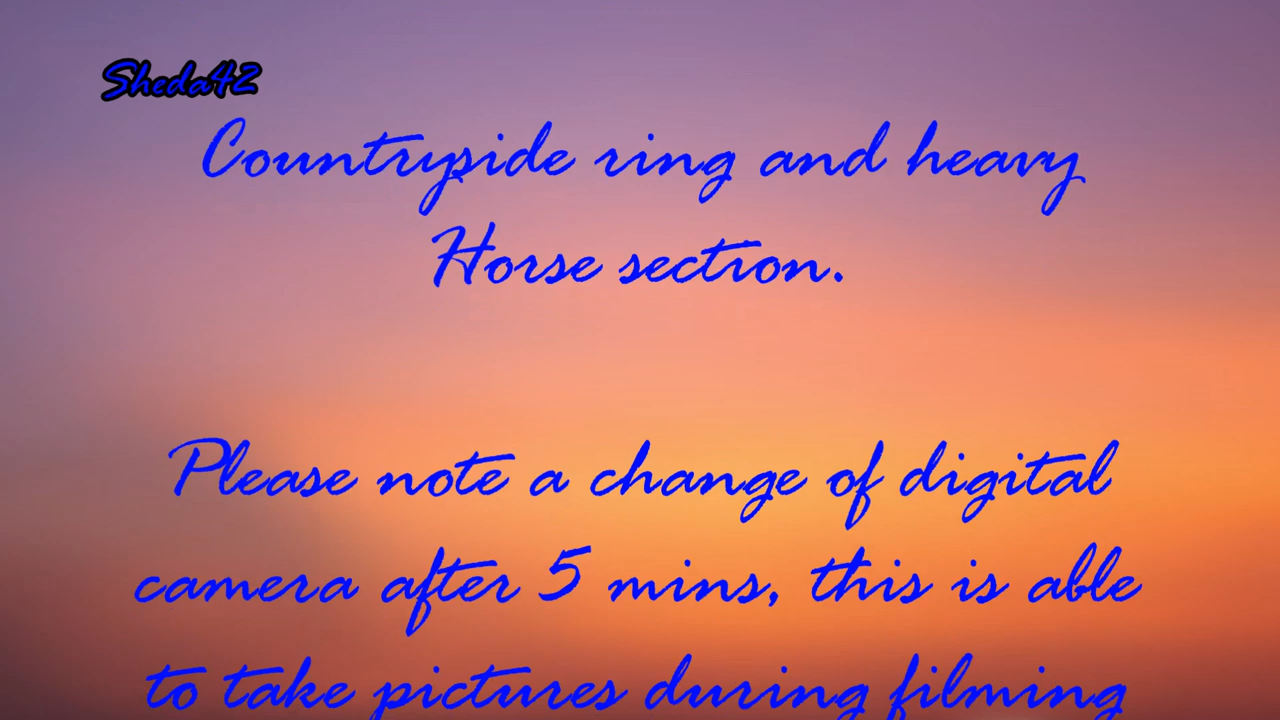 Sheda42
Countryside ring and heavy
Horse section.
Please note a change of digital
camera after 5 mins, this is able
to take pictures during filming